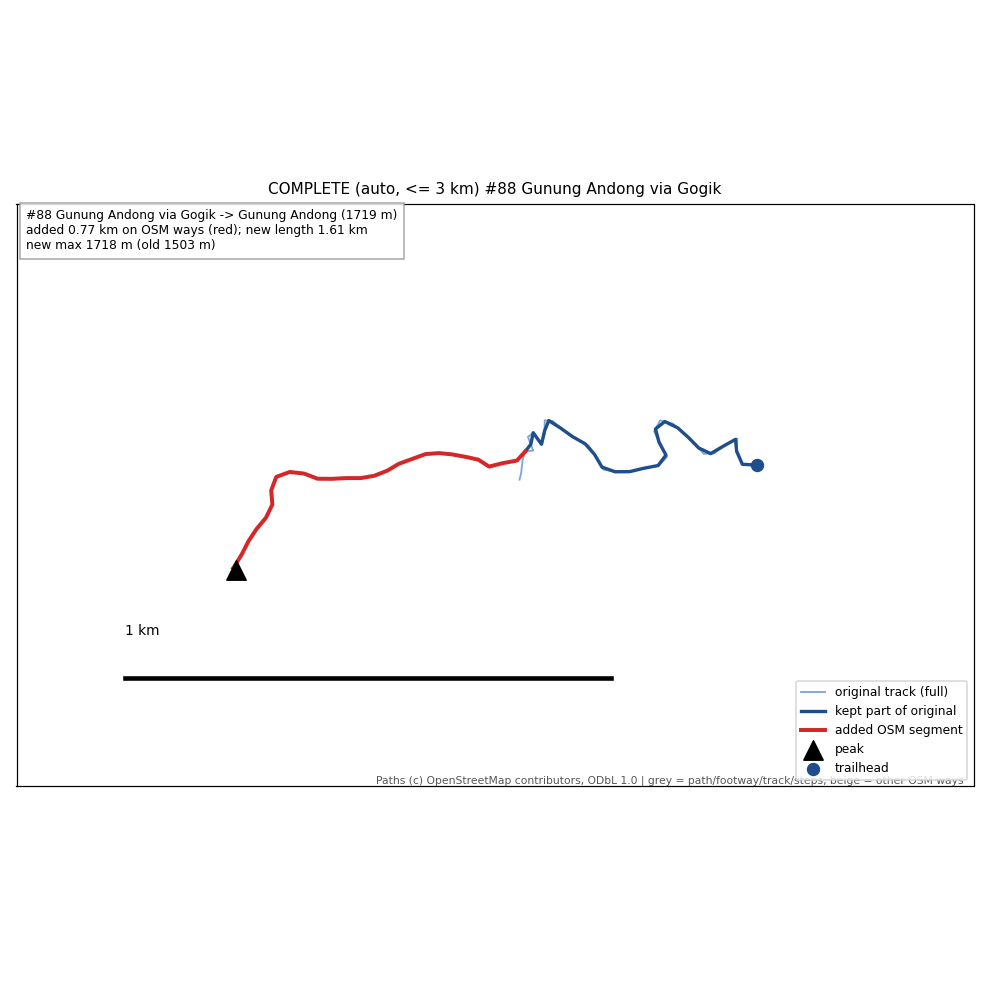 COMPLETE (auto, <= 3 km) #88 Gunung Andong via Gogik
#88 Gunung Andong via Gogik -> Gunung Andong (1719 m)
added 0.77 km on OSM ways (red); new length 1.61 km
new max 1718 m (old 1503 m)
1 km
original track (full)
kept part of original
added OSM segment
peak
trailhead
Paths (c) OpenStreetMap contributors, ODbL 1.0 | grey = path/footway/track/steps, beige = other OSM ways